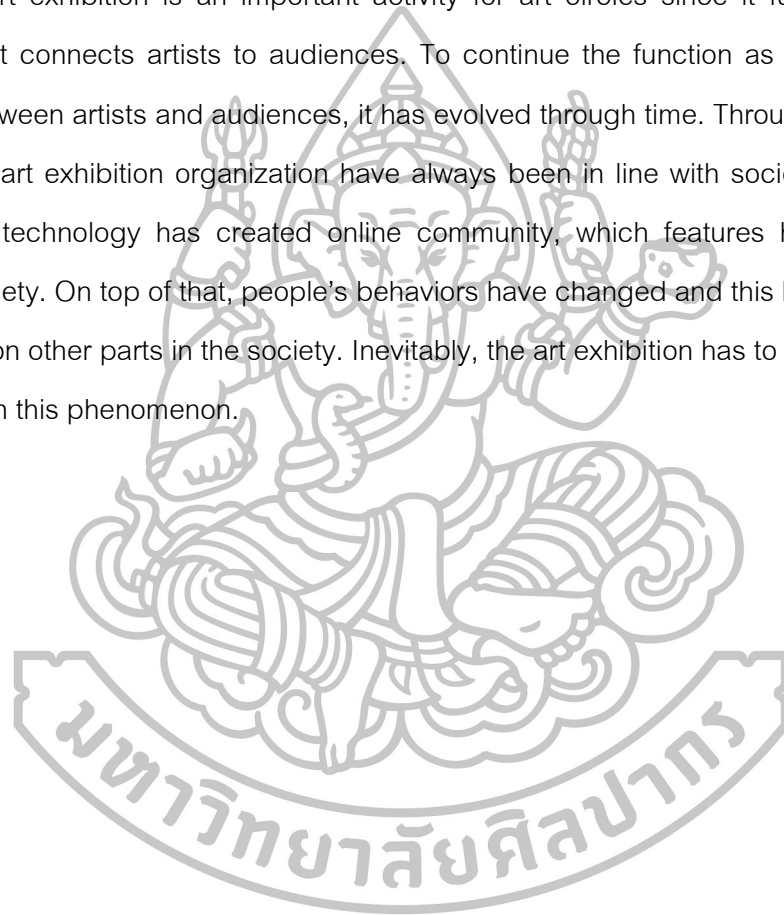 rt exhibition is an important activity for art circles since it fu
t connects artists to audiences. To continue the function as
ween artists and audiences, it has evolved through time. Throu
art exhibition organization have always been in line with socie
technology has created online community, which features h
ety. On top of that, people's behaviors have changed and this
on other parts in the society. Inevitably, the art exhibition has to
n this phenomenon.
มหาวิทยาลัยศิลปากร